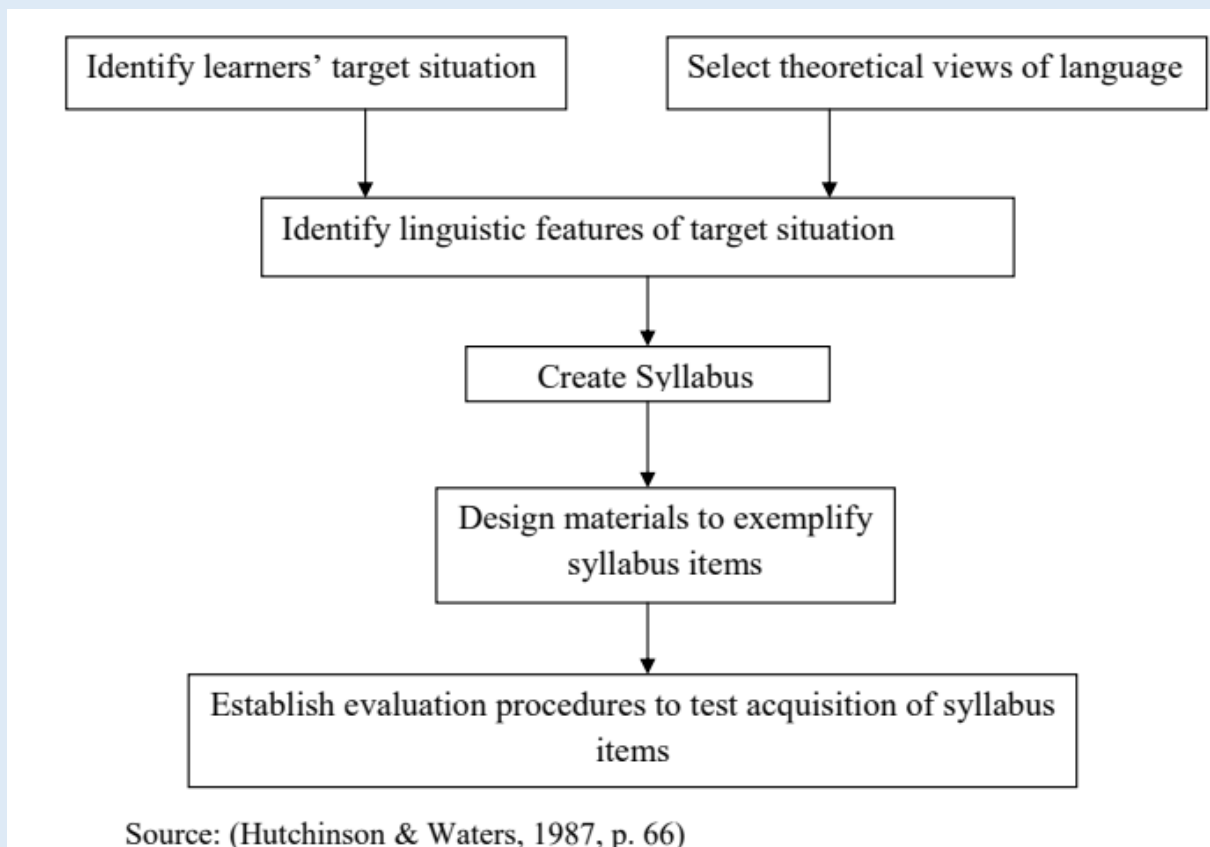 Identify learners’ target situation
Select theoretical views of language
Identify linguistic features of target situation
Create Syllabus
Design materials to exemplify
syllabus items
Establish evaluation procedures to test acquisition of syllabus
items
Source: (Hutchinson & Waters, 1987, p. 66)